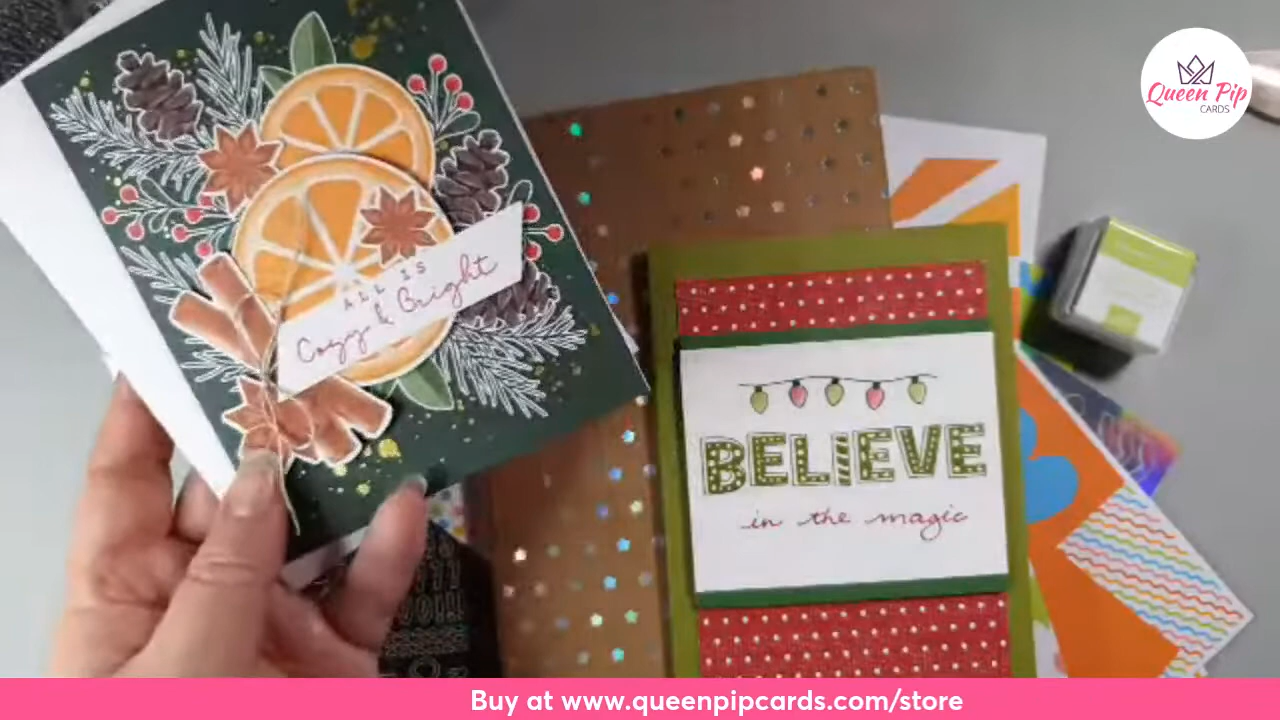 Queen Pip
CARDS
ALL IS
Cozy & Bright
BELIEVE
in the magic
Buy at www.queenpipcards.com/store